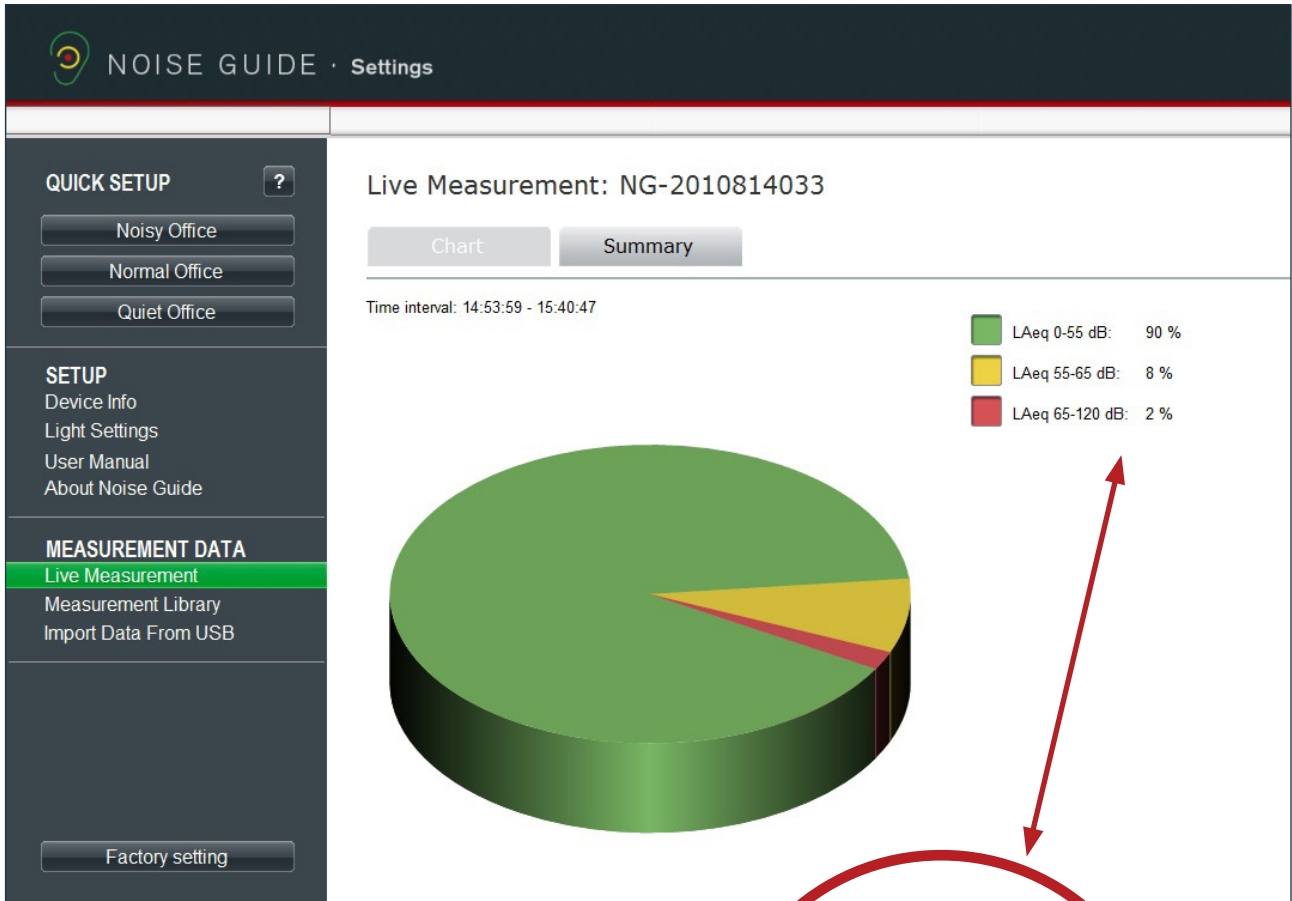 NOISE GUIDE · Settings
QUICK SETUP ?
Noisy Office
Normal Office
Quiet Office
SETUP
Device Info
Light Settings
User Manual
About Noise Guide
MEASUREMENT DATA
Live Measurement
Measurement Library
Import Data From USB
Factory setting
Live Measurement: NG-2010814033
Chart Summary
Time interval: 14:53:59 - 15:40:47
LAeq 0-55 dB: 90 %
LAeq 55-65 dB: 8 %
LAeq 65-120 dB: 2 %